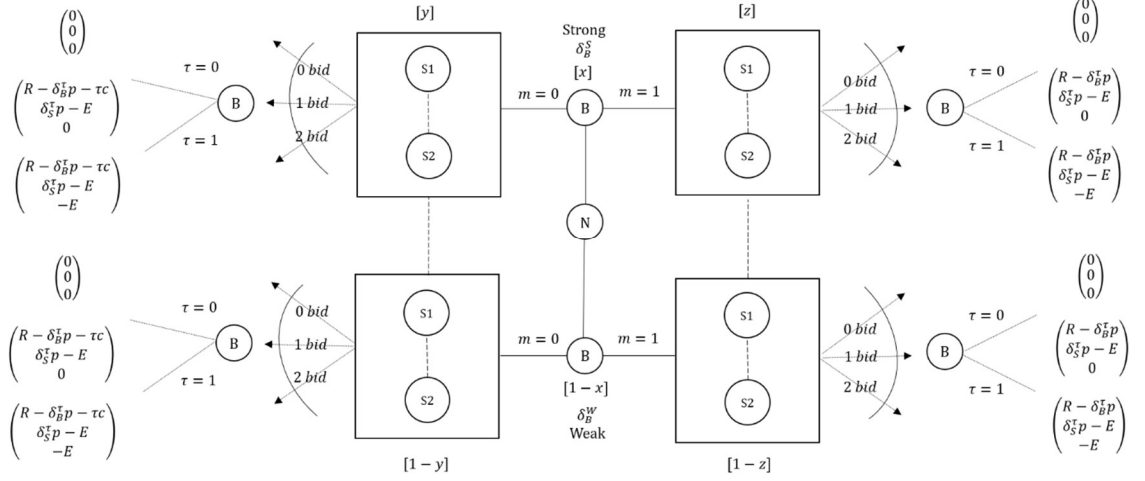 [y]
[z]
Strong
δ_B^S
[x]
(0 0 0)
τ = 0
(R − δ_B^τ p − τc
δ_S^τ p − E
0)
B
τ = 1
(R − δ_B^τ p − τc
δ_S^τ p − E
−E)
0 bid
1 bid
2 bid
S1
S2
m = 0
B
m = 1
S1
S2
0 bid
1 bid
2 bid
B
τ = 0
τ = 1
(0 0 0)
(R − δ_B^τ p
δ_S^τ p − E
0)
(R − δ_B^τ p
δ_S^τ p − E
−E)
N
(0 0 0)
τ = 0
(R − δ_B^τ p − τc
δ_S^τ p − E
0)
B
τ = 1
(R − δ_B^τ p − τc
δ_S^τ p − E
−E)
0 bid
1 bid
2 bid
S1
S2
m = 0
B
m = 1
S1
S2
0 bid
1 bid
2 bid
B
τ = 0
τ = 1
(0 0 0)
(R − δ_B^τ p
δ_S^τ p − E
0)
(R − δ_B^τ p
δ_S^τ p − E
−E)
[1 − x]
δ_B^W
Weak
[1 − y]
[1 − z]